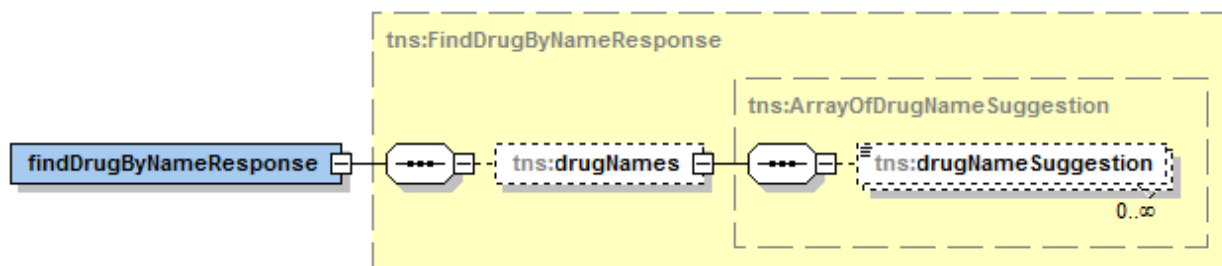 tns:FindDrugByNameResponse
tns:ArrayOfDrugNameSuggestion
findDrugByNameResponse
tns:drugNames
tns:drugNameSuggestion
0..∞